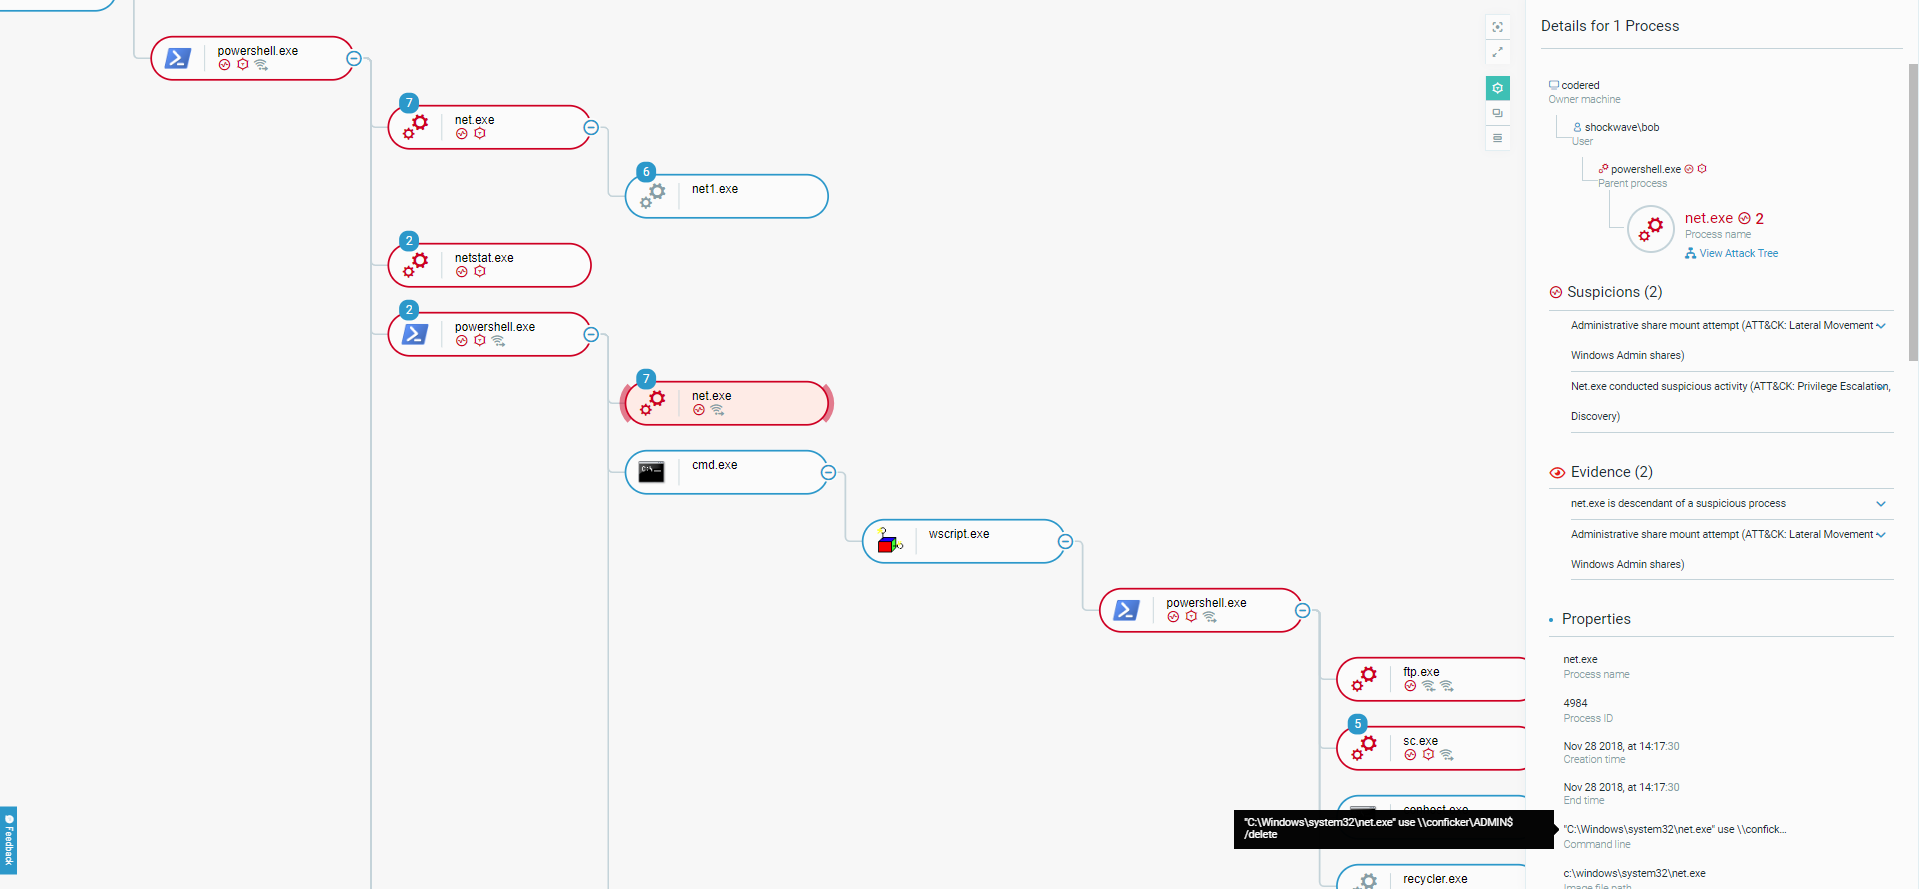 powershell.exe
7
net.exe
6
net1.exe
2
netstat.exe
2
powershell.exe
7
net.exe
cmd.exe
wscript.exe
powershell.exe
ftp.exe
5
sc.exe
conhost.exe
"C:\Windows\system32\net.exe" use \\conficker\ADMIN$
/delete
recycler.exe
Feedback
Details for 1 Process
codered
Owner machine
shockwave\bob
User
powershell.exe
Parent process
net.exe 2
Process name
View Attack Tree
Suspicions (2)
Administrative share mount attempt (ATT&CK: Lateral Movement -
Windows Admin shares)
Net.exe conducted suspicious activity (ATT&CK: Privilege Escalation,
Discovery)
Evidence (2)
net.exe is descendant of a suspicious process
Administrative share mount attempt (ATT&CK: Lateral Movement -
Windows Admin shares)
Properties
net.exe
Process name
4984
Process ID
Nov 28 2018, at 14:17:30
Creation time
Nov 28 2018, at 14:17:30
End time
"C:\Windows\system32\net.exe" use \\confick...
Command line
c:\windows\system32\net.exe
Image file path